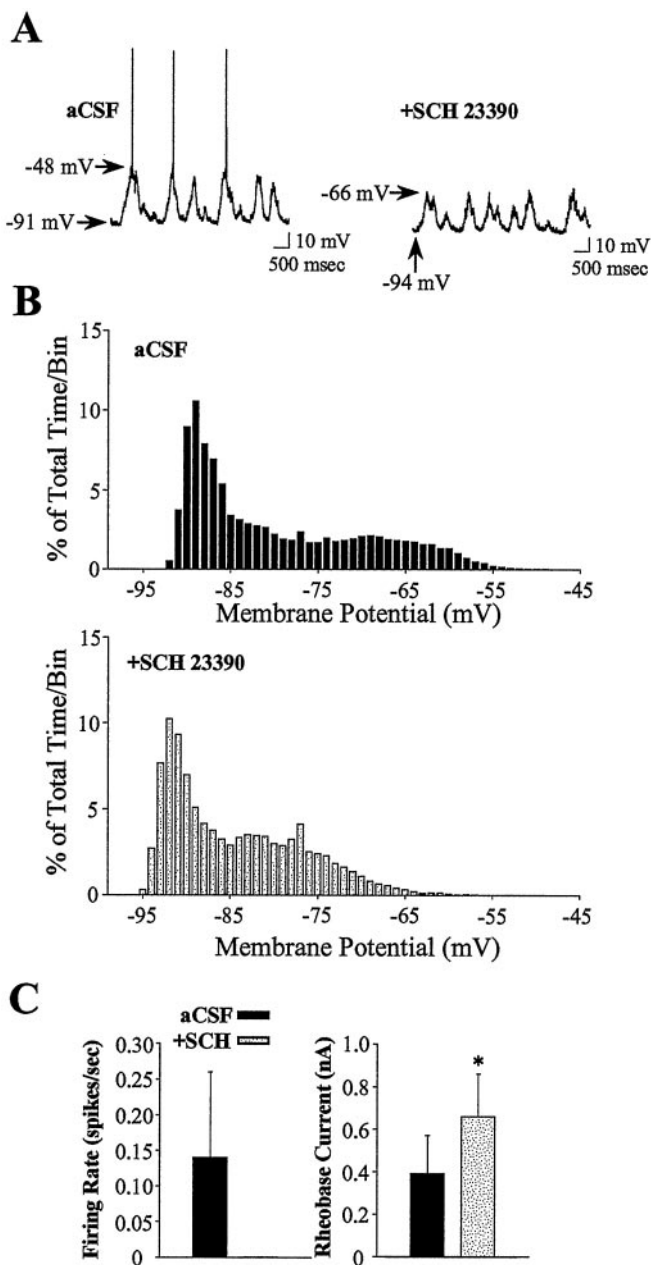 A
aCSF
+SCH 23390
-48 mV
-91 mV
10 mV
500 msec
-66 mV
-94 mV
10 mV
500 msec
B
15
10
5
0
% of Total Time/Bin
aCSF
-95 -85 -75 -65 -55 -45
Membrane Potential (mV)
15
10
5
0
% of Total Time/Bin
+SCH 23390
-95 -85 -75 -65 -55 -45
Membrane Potential (mV)
C
aCSF
+SCH
0.30
0.25
0.20
0.15
0.10
0.05
0
Firing Rate (spikes/sec)
1.0
0.8
0.6
0.4
0.2
0
Rheobase Current (nA)
*